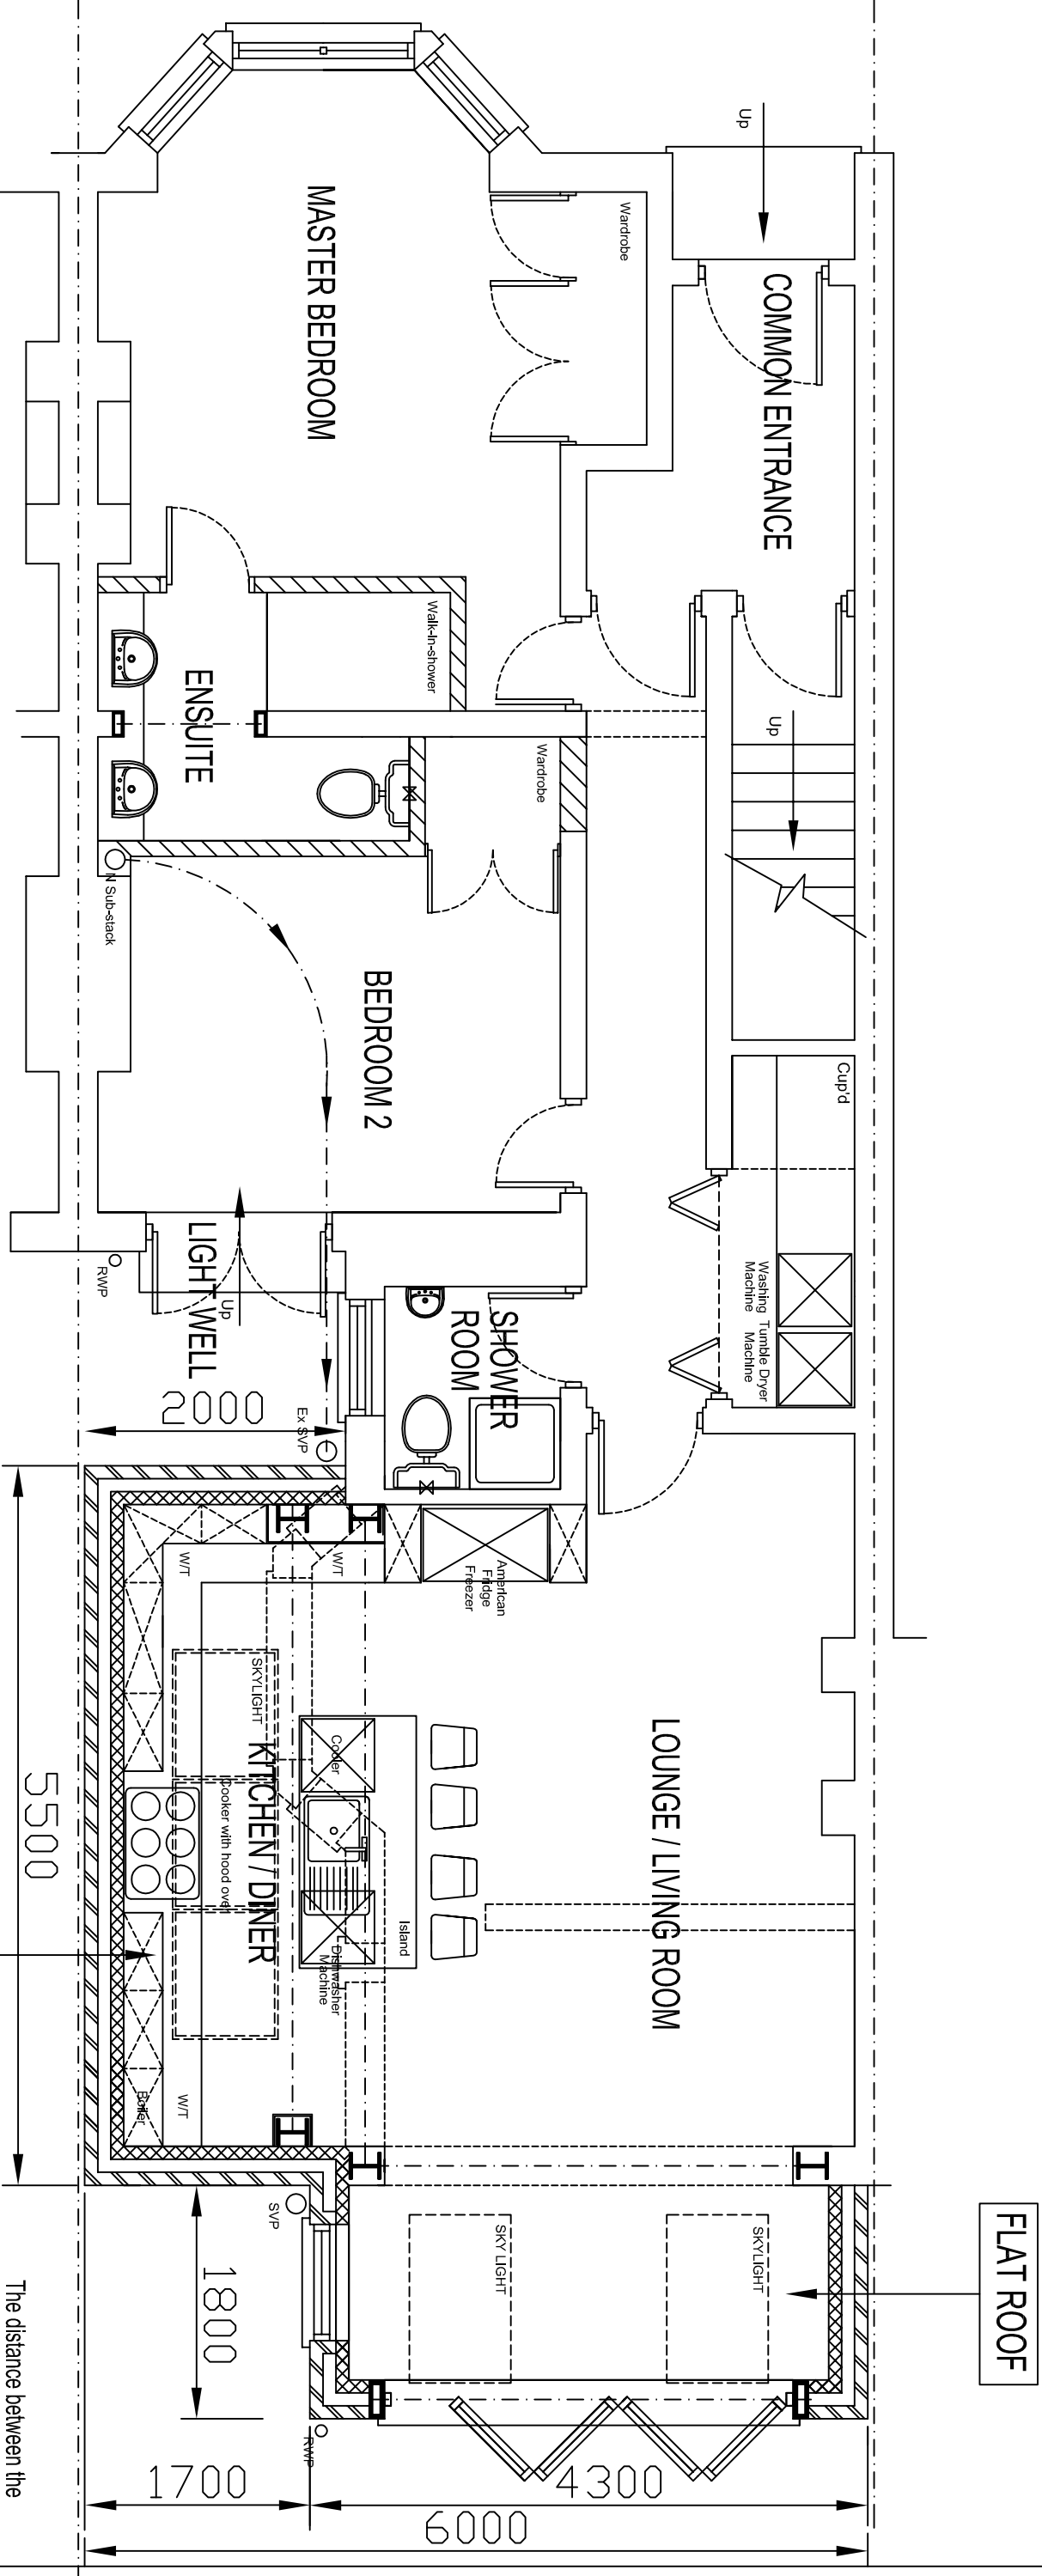 FLAT ROOF
Up
COMMON ENTRANCE
Up
Cup'd
Washing
Machine
Tumble Dryer
Machine
Wardrobe
MASTER BEDROOM
Walk-In-shower
ENSUITE
Wardrobe
N Sub-stack
BEDROOM 2
LIGHT WELL
Up
RWP
2000
Ex SVP
SHOWER
ROOM
American
Fridge
Freezer
LOUNGE / LIVING ROOM
W/T
W/T
SKYLIGHT
KITCHEN / DINER
Cooker with hood over
Cooler
Island
Dishwasher
Machine
Boiler
W/T
SKYLIGHT
SKY LIGHT
SVP
RWP
5500
1800
1700
4300
6000
The distance between the